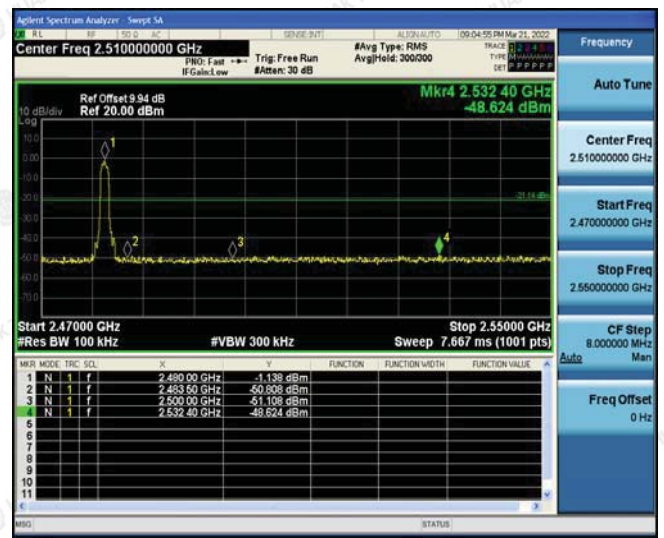 Agilent Spectrum Analyzer - Swept SA
RL RF 50 Ω AC SENSE:INT ALIGNAUTO 09:04:55 PM Mar 21, 2022
Center Freq 2.510000000 GHz
PNO: Fast
IFGain:Low
Trig: Free Run
#Atten: 30 dB
#Avg Type: RMS
Avg|Hold: 300/300
TRACE 1 2 3 4 5 6
TYPE
DET P P P P P P
Frequency
Auto Tune
Center Freq
2.510000000 GHz
Start Freq
2.470000000 GHz
Stop Freq
2.550000000 GHz
CF Step
8.000000 MHz
Auto Man
Freq Offset
0 Hz
Ref Offset 9.94 dB
Ref 20.00 dBm
Mkr4 2.532 40 GHz
-48.624 dBm
10 dB/div
Log
10.0
0.00
-10.0
-20.0
-30.0
-40.0
-50.0
-60.0
-70.0
-21.14 dBm
1
2
3
4
Start 2.47000 GHz
Stop 2.55000 GHz
#Res BW 100 kHz
#VBW 300 kHz
Sweep 7.667 ms (1001 pts)
MKR MODE TRC SCL X Y FUNCTION FUNCTION WIDTH FUNCTION VALUE
1 N 1 f 2.480 00 GHz -1.138 dBm
2 N 1 f 2.483 50 GHz -50.808 dBm
3 N 1 f 2.500 00 GHz -51.108 dBm
4 N 1 f 2.532 40 GHz -48.624 dBm
5
6
7
8
9
10
11
MSG
STATUS